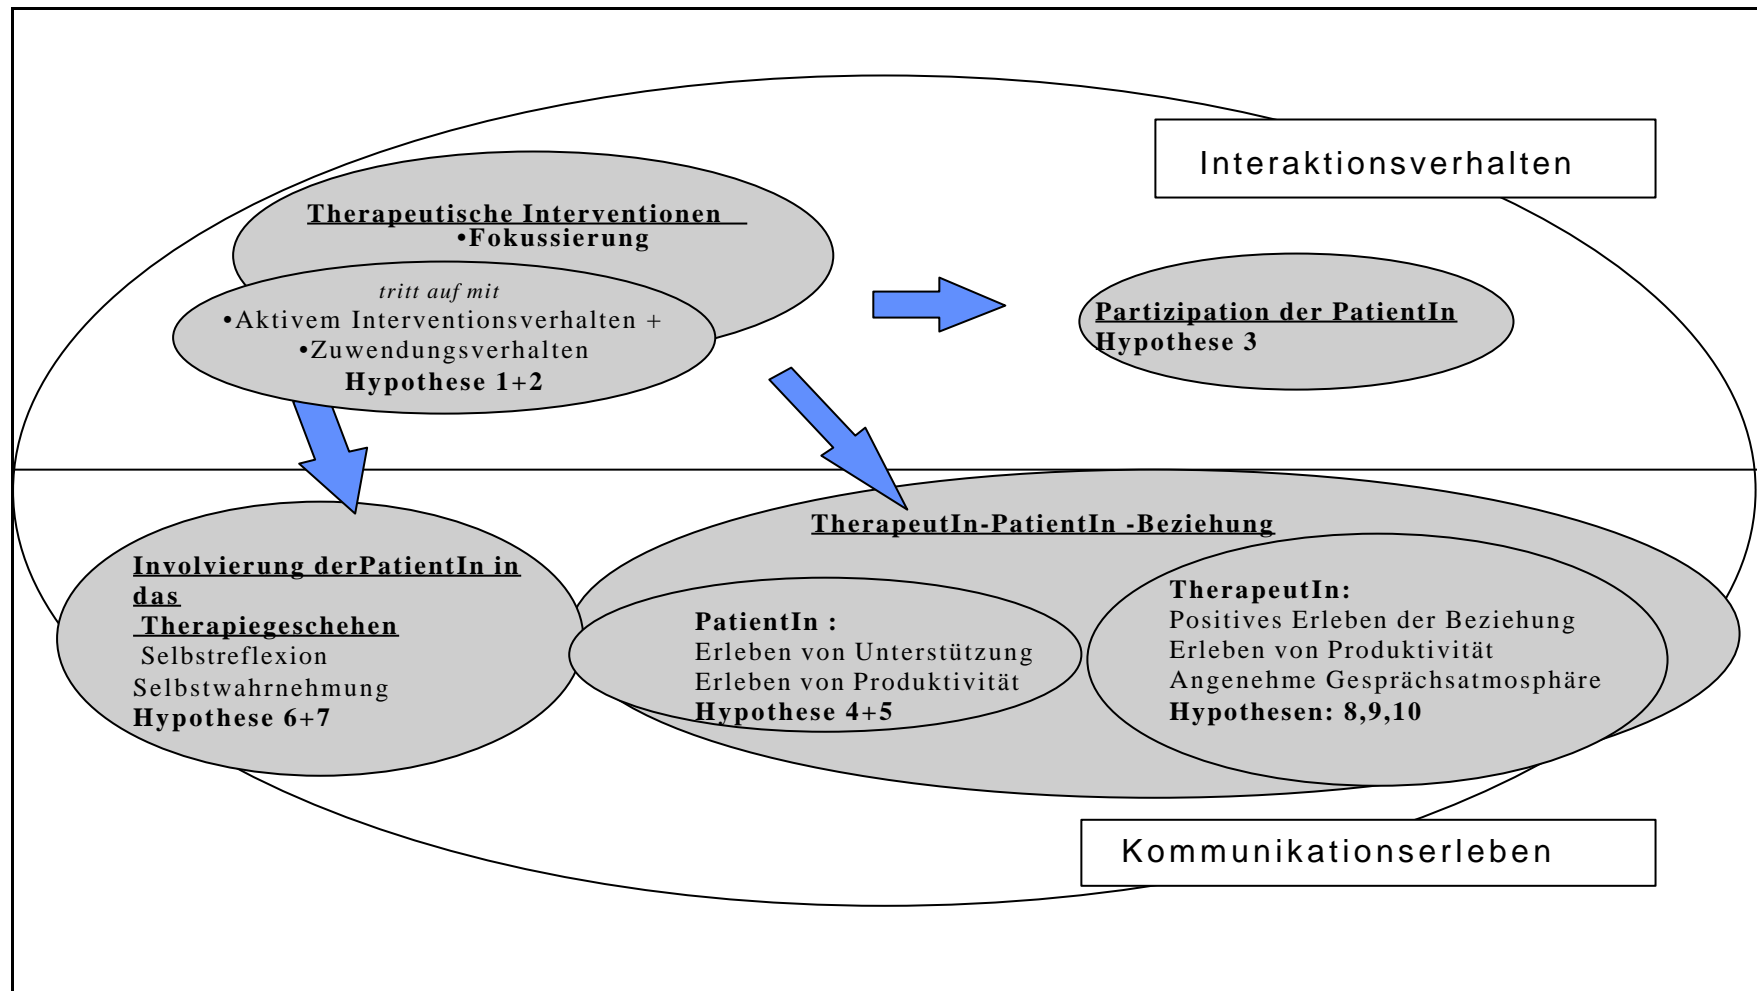 Interaktionsverhalten
Therapeutische Interventionen
•Fokussierung
tritt auf mit
•Aktivem Interventionsverhalten +
•Zuwendungsverhalten
Hypothese 1+2
Partizipation der PatientIn
Hypothese 3
TherapeutIn-PatientIn -Beziehung
Involvierung derPatientIn in
das
Therapiegeschehen
Selbstreflexion
Selbstwahrnehmung
Hypothese 6+7
PatientIn :
Erleben von Unterstützung
Erleben von Produktivität
Hypothese 4+5
TherapeutIn:
Positives Erleben der Beziehung
Erleben von Produktivität
Angenehme Gesprächsatmosphäre
Hypothesen: 8,9,10
Kommunikationserleben